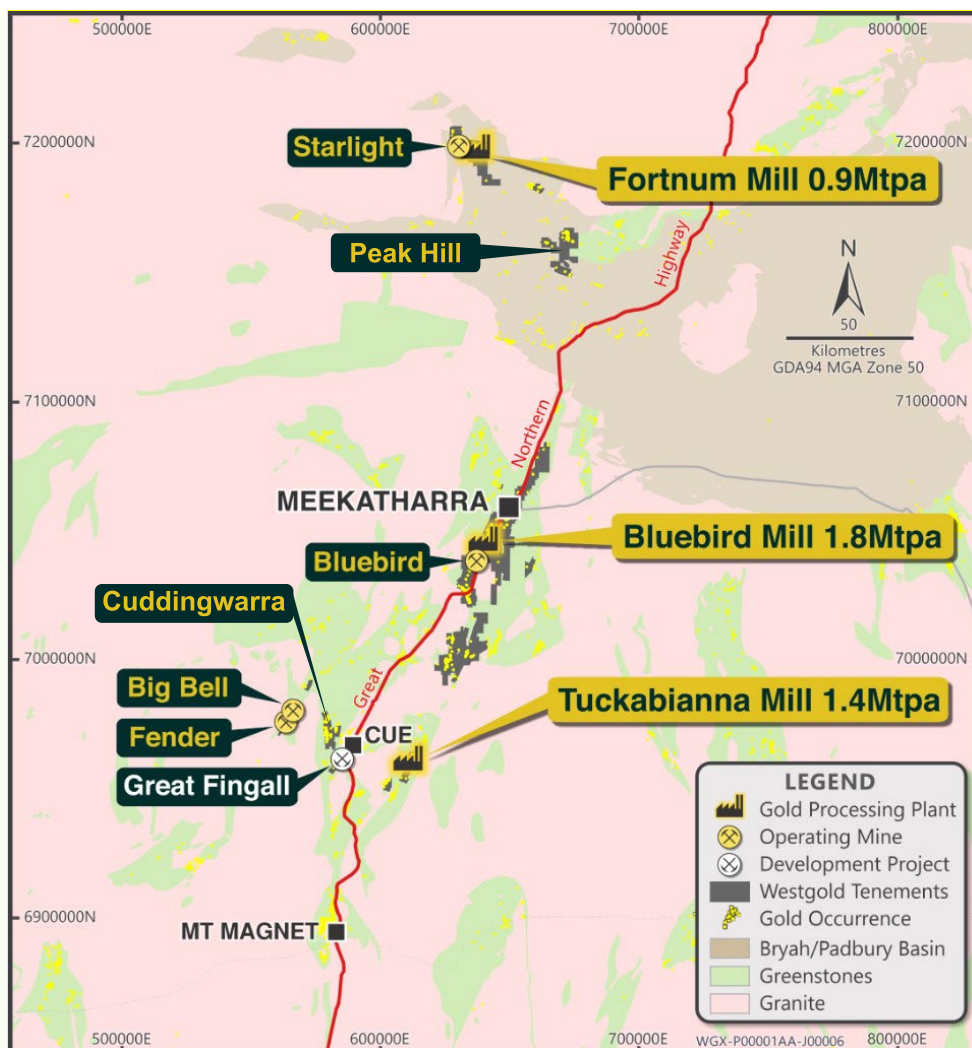 500000E
600000E
700000E
800000E
7200000N
7200000N
Starlight
Fortnum Mill 0.9Mtpa
Peak Hill
Highway
N
50
Kilometres
GDA94 MGA Zone 50
7100000N
7100000N
Northern
MEEKATHARRA
Bluebird Mill 1.8Mtpa
Bluebird
Cuddingwarra
7000000N
7000000N
Great
Big Bell
Tuckabianna Mill 1.4Mtpa
Fender
CUE
Great Fingall
LEGEND
Gold Processing Plant
Operating Mine
Development Project
Westgold Tenements
Gold Occurrence
Bryah/Padbury Basin
Greenstones
Granite
6900000N
MT MAGNET
500000E
600000E
700000E
800000E
WGX-P00001AA-J00006